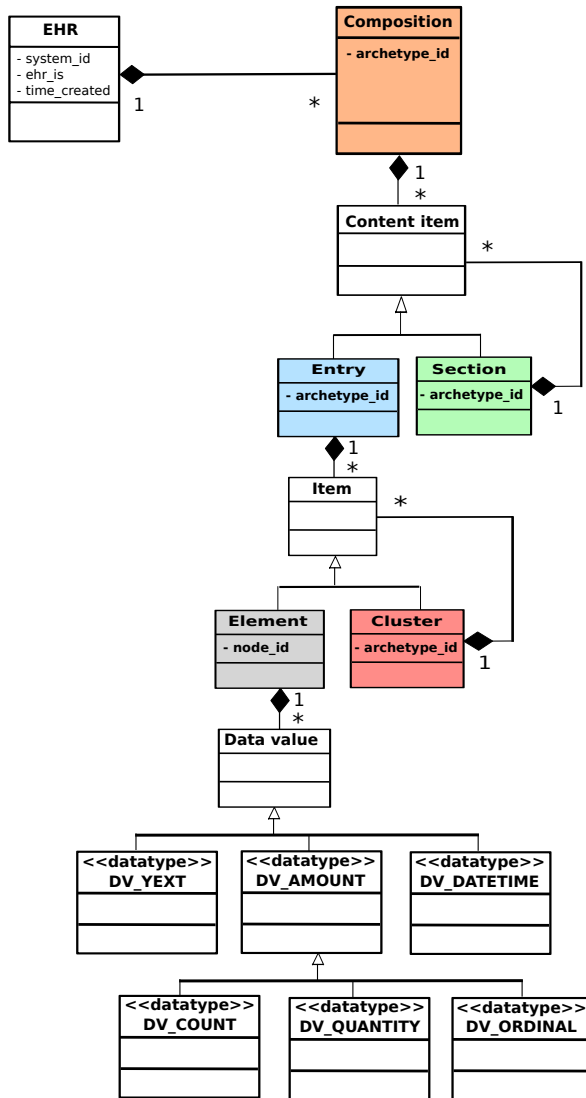 EHR
- system_id
- ehr_is
- time_created
1
*
Composition
- archetype_id
1
*
Content item
*
Entry
- archetype_id
Section
- archetype_id
1
1
*
Item
*
Element
- node_id
Cluster
- archetype_id
1
1
*
Data value
<<datatype>>
DV_YEXT
<<datatype>>
DV_AMOUNT
<<datatype>>
DV_DATETIME
<<datatype>>
DV_COUNT
<<datatype>>
DV_QUANTITY
<<datatype>>
DV_ORDINAL